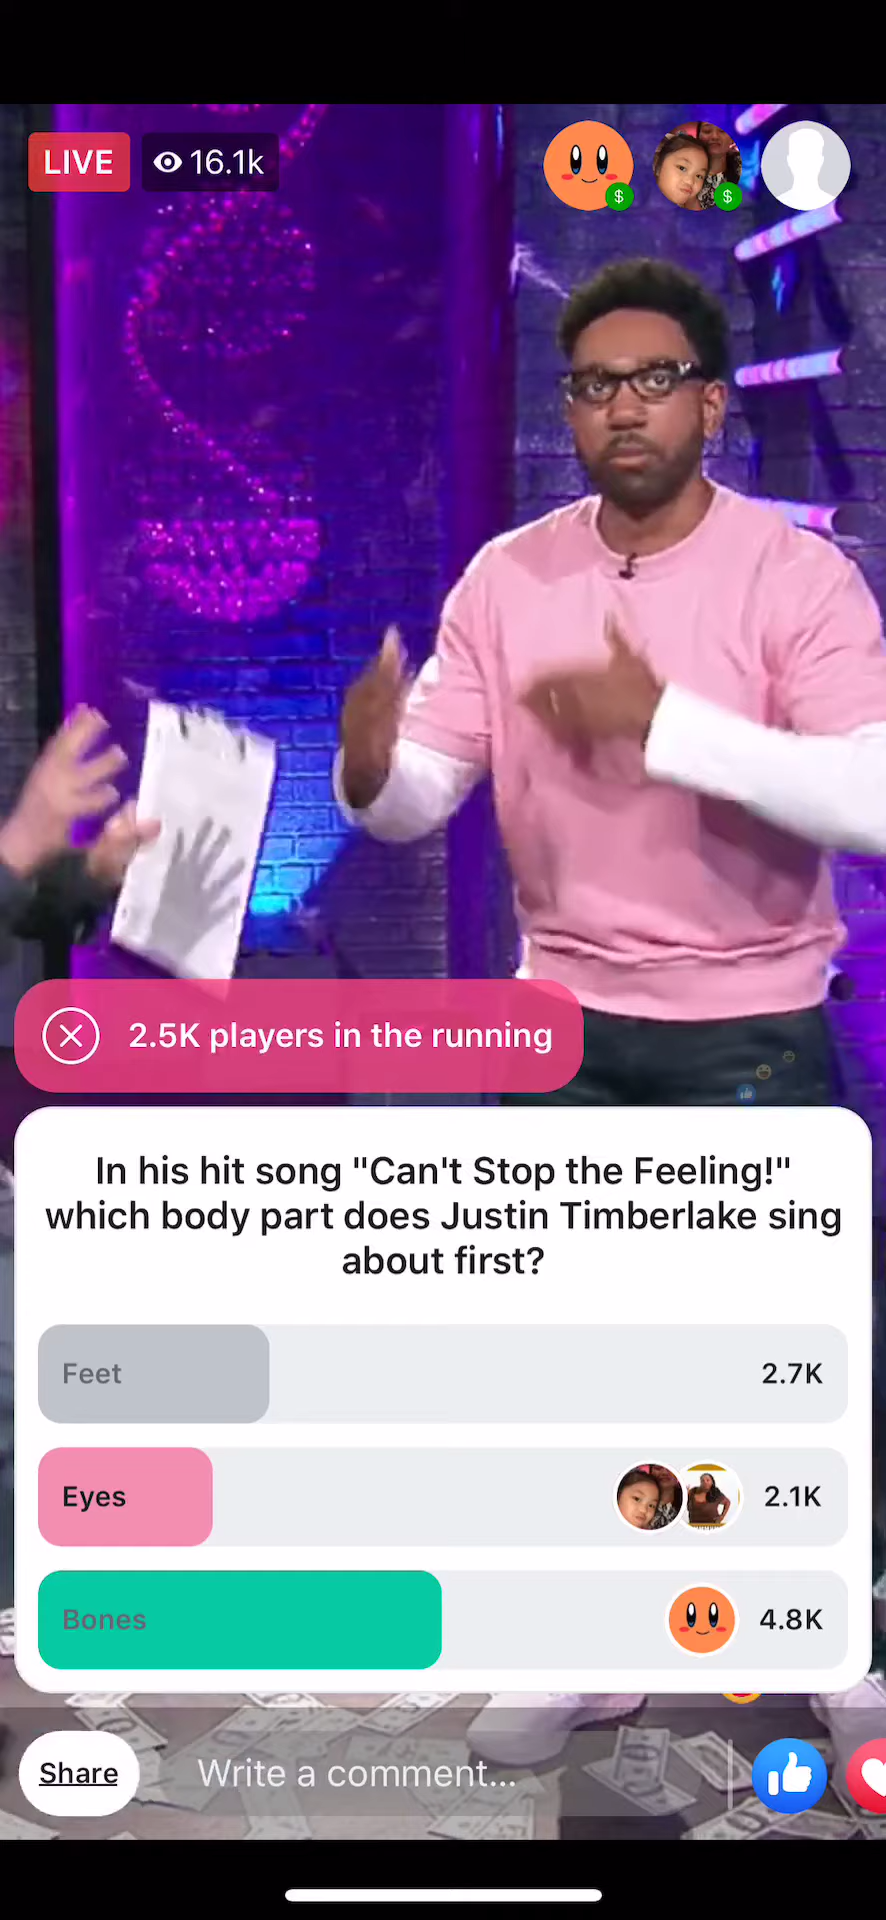 LIVE
16.1k
$
$
2.5K players in the running
In his hit song "Can't Stop the Feeling!"
which body part does Justin Timberlake sing
about first?
Feet 2.7K
Eyes 2.1K
Bones 4.8K
Share
Write a comment...